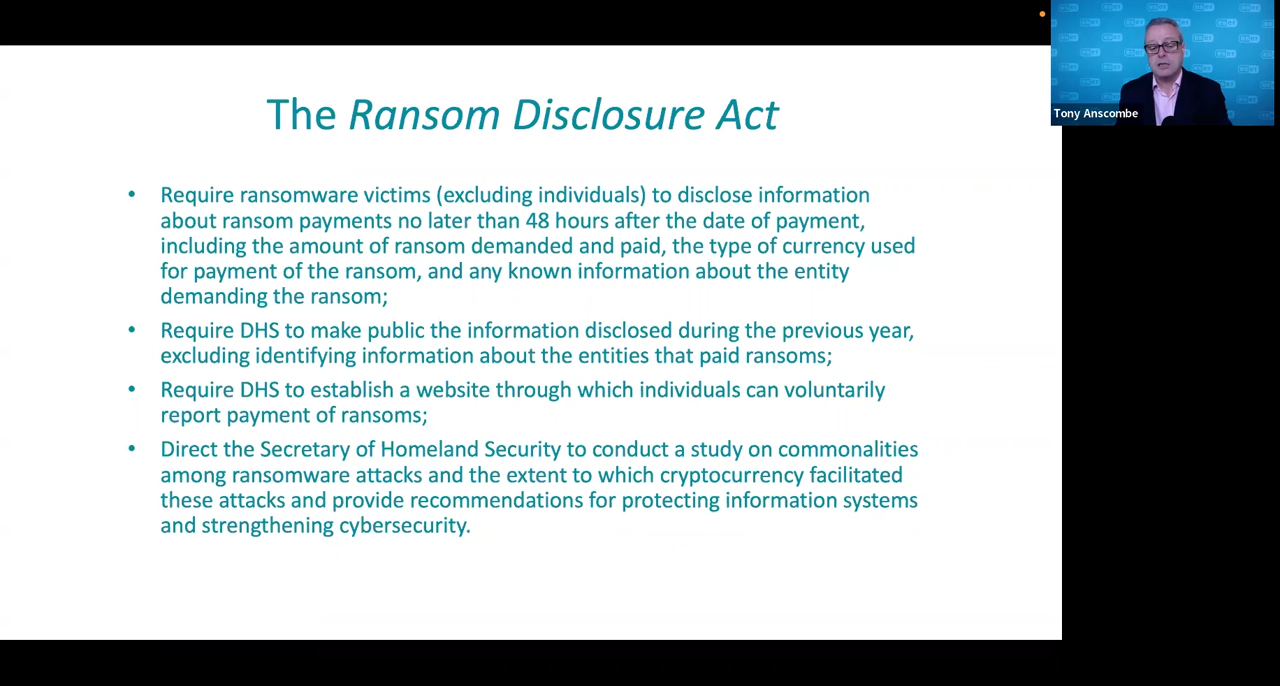 The Ransom Disclosure Act
• Require ransomware victims (excluding individuals) to disclose information
about ransom payments no later than 48 hours after the date of payment,
including the amount of ransom demanded and paid, the type of currency used
for payment of the ransom, and any known information about the entity
demanding the ransom;
• Require DHS to make public the information disclosed during the previous year,
excluding identifying information about the entities that paid ransoms;
• Require DHS to establish a website through which individuals can voluntarily
report payment of ransoms;
• Direct the Secretary of Homeland Security to conduct a study on commonalities
among ransomware attacks and the extent to which cryptocurrency facilitated
these attacks and provide recommendations for protecting information systems
and strengthening cybersecurity.
eset
Tony Anscombe